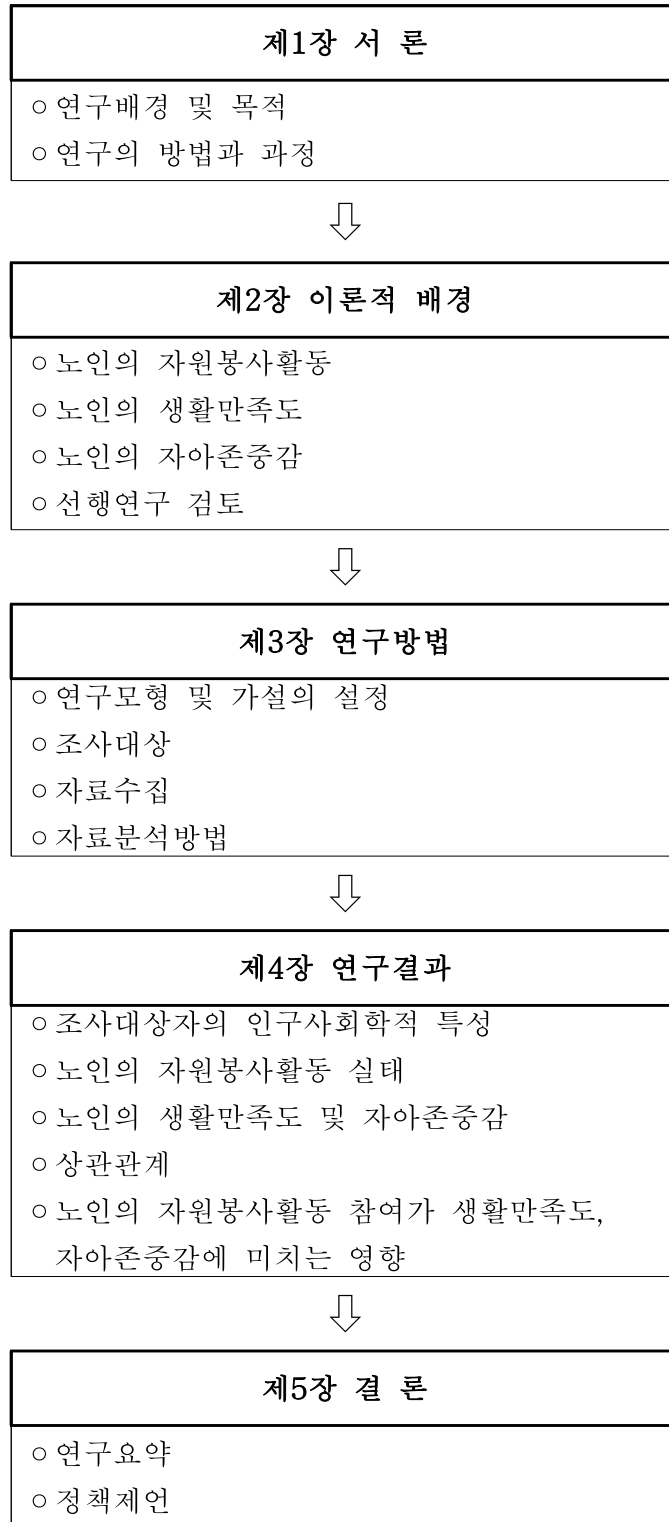 제1장 서 론
○ 연구배경 및 목적
○ 연구의 방법과 과정
⇩
제2장 이론적 배경
○ 노인의 자원봉사활동
○ 노인의 생활만족도
○ 노인의 자아존중감
○ 선행연구 검토
⇩
제3장 연구방법
○ 연구모형 및 가설의 설정
○ 조사대상
○ 자료수집
○ 자료분석방법
⇩
제4장 연구결과
○ 조사대상자의 인구사회학적 특성
○ 노인의 자원봉사활동 실태
○ 노인의 생활만족도 및 자아존중감
○ 상관관계
○ 노인의 자원봉사활동 참여가 생활만족도,
자아존중감에 미치는 영향
⇩
제5장 결 론
○ 연구요약
○ 정책제언